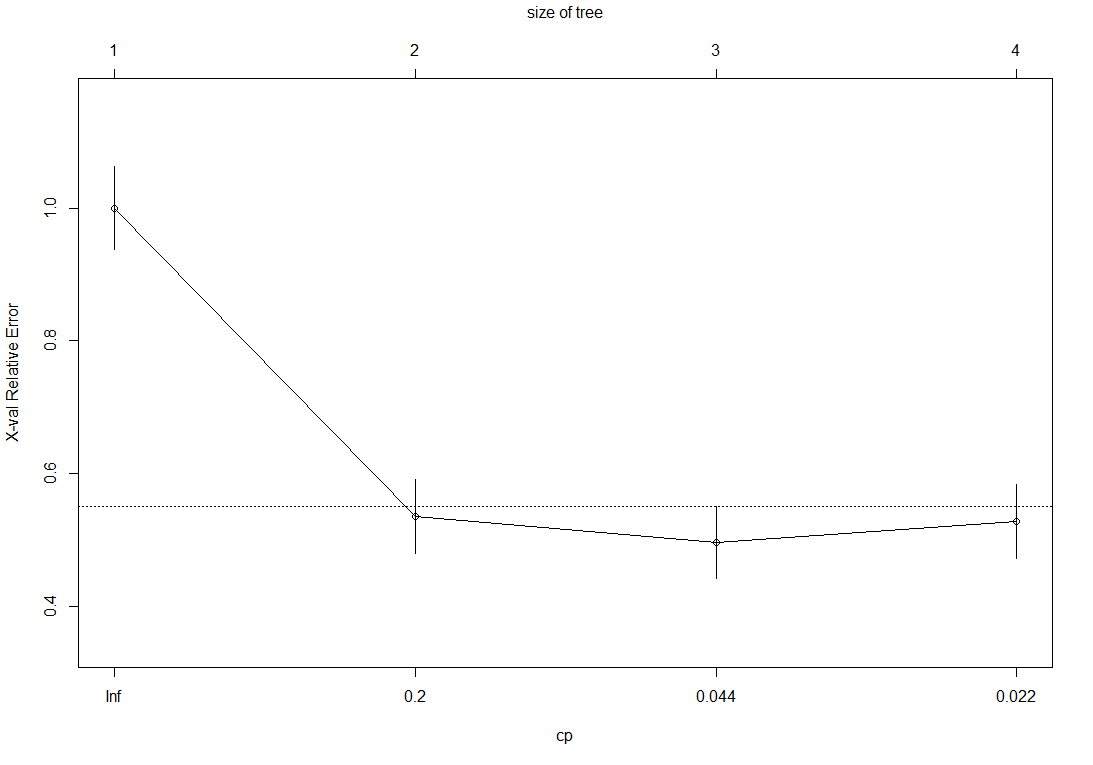 size of tree
1 2 3 4
1.0
0.8
0.6
0.4
X-val Relative Error
Inf 0.2 0.044 0.022
cp